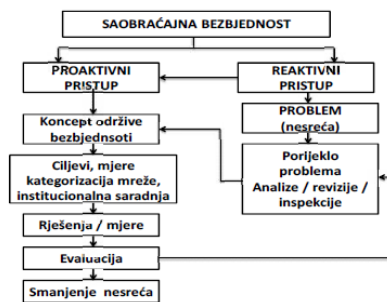 SAOBRAĆAJNA BEZBJEDNOST
PROAKTIVNI
PRISTUP
REAKTIVNI
PRISTUP
Koncept održive
bezbjednsoti
PROBLEM
(nesreća)
Ciljevi, mjere
kategorizacija mreže,
institucionalna saradnja
Porijeklo
problema
Analize / revizije /
inspekcije
Rješenja / mjere
Evaluacija
Smanjenje nesreća